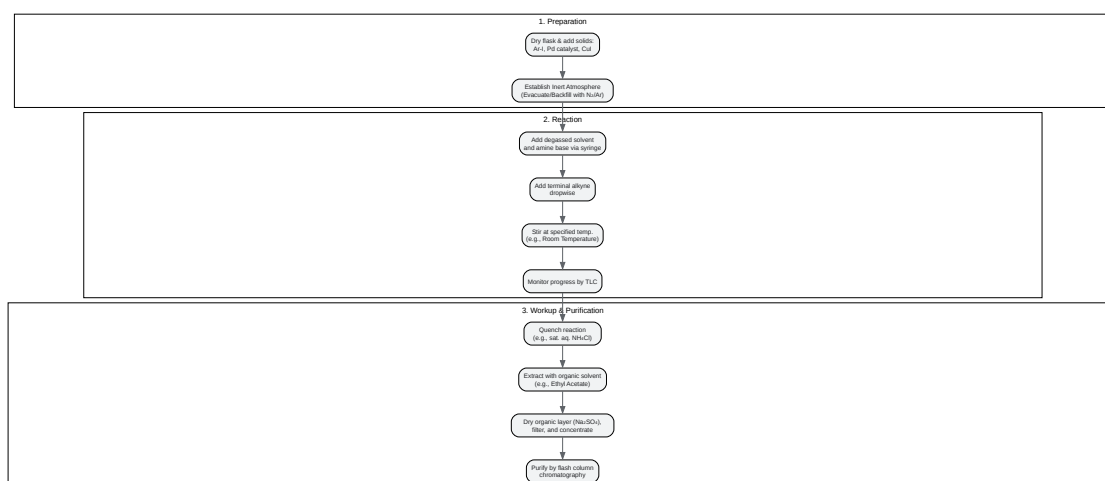 1. Preparation
Dry flask & add solids:
Ar-I, Pd catalyst, CuI
Establish Inert Atmosphere
(Evacuate/Backfill with N₂/Ar)
2. Reaction
Add degassed solvent
and amine base via syringe
Add terminal alkyne
dropwise
Stir at specified temp.
(e.g., Room Temperature)
Monitor progress by TLC
3. Workup & Purification
Quench reaction
(e.g., sat. aq. NH₄Cl)
Extract with organic solvent
(e.g., Ethyl Acetate)
Dry organic layer (Na₂SO₄),
filter, and concentrate
Purify by flash column
chromatography